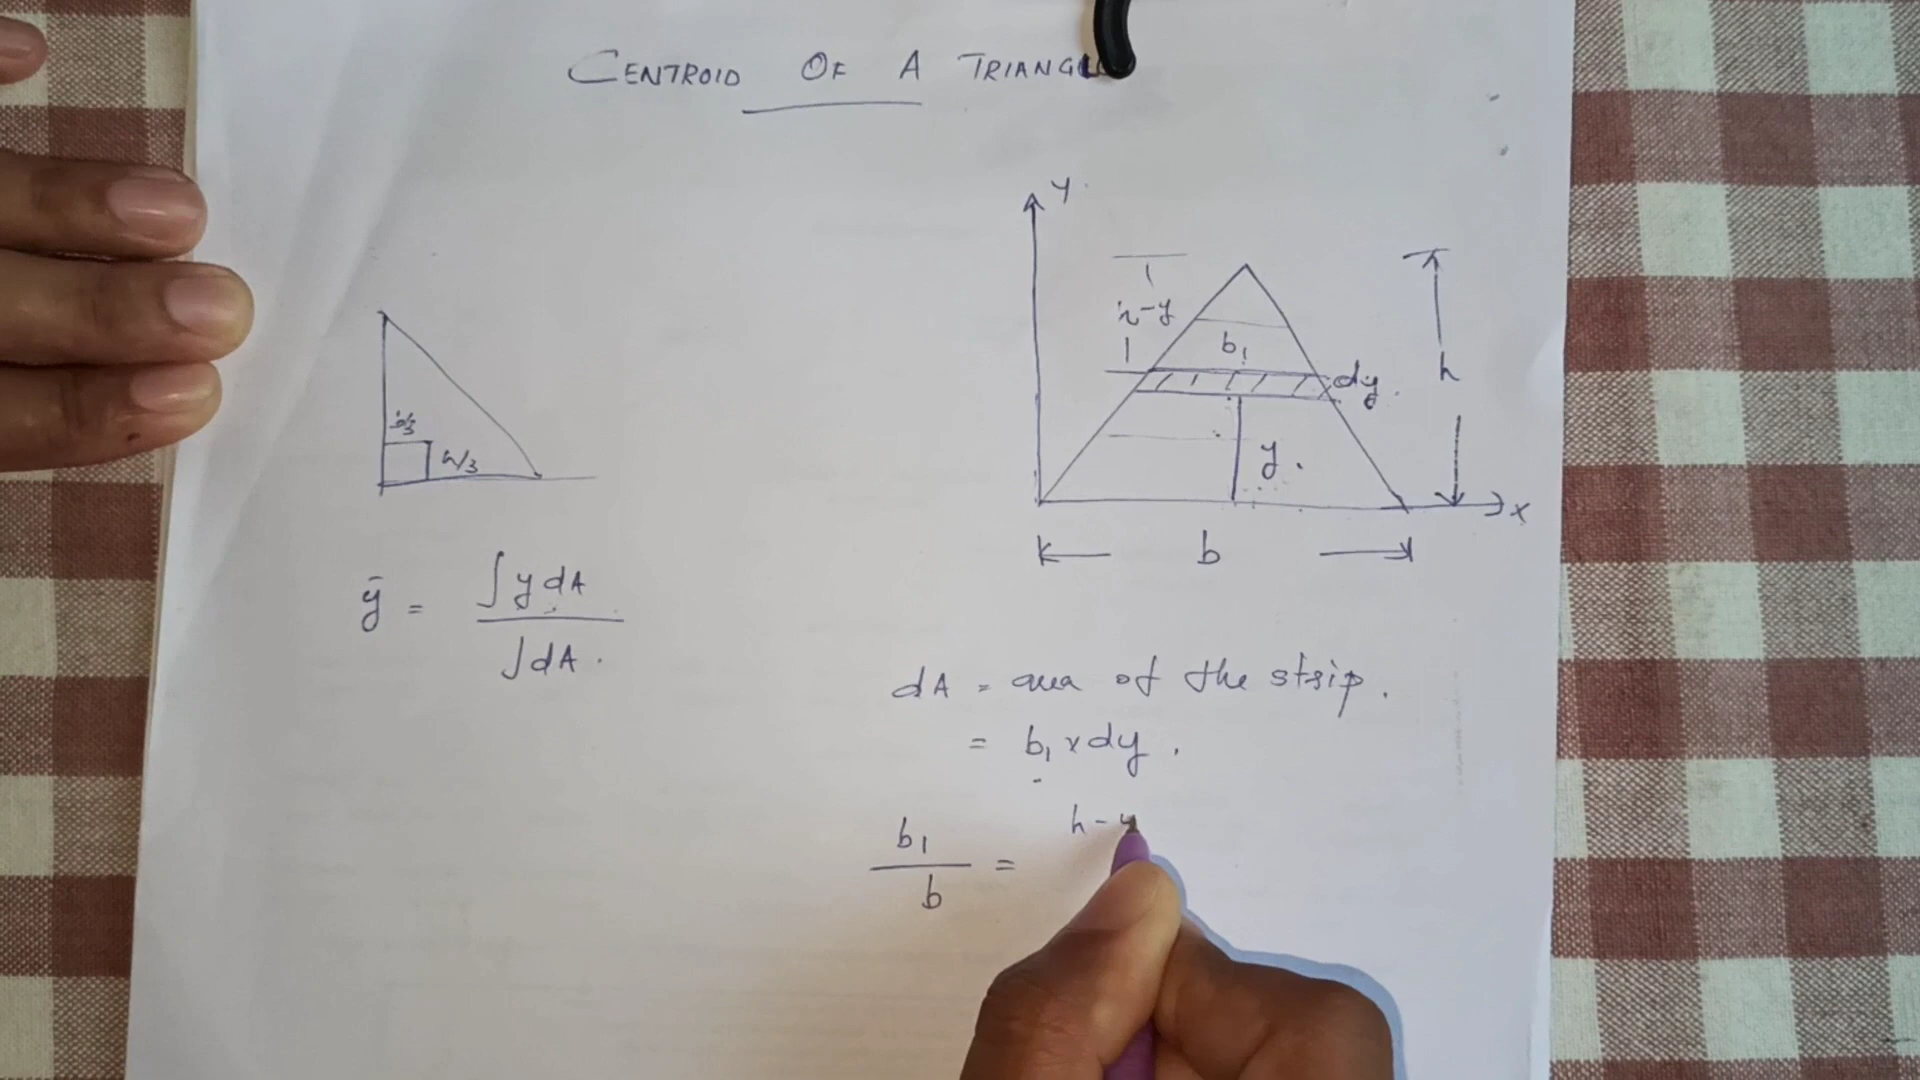 CENTROID OF A TRIANGLE
y
h-y
b₁
dy.
h
y.
x
b
b/3
h/3
ȳ = ∫y dA / ∫dA.
dA = area of the strip.
= b₁ x dy.
b₁ / b = h - y